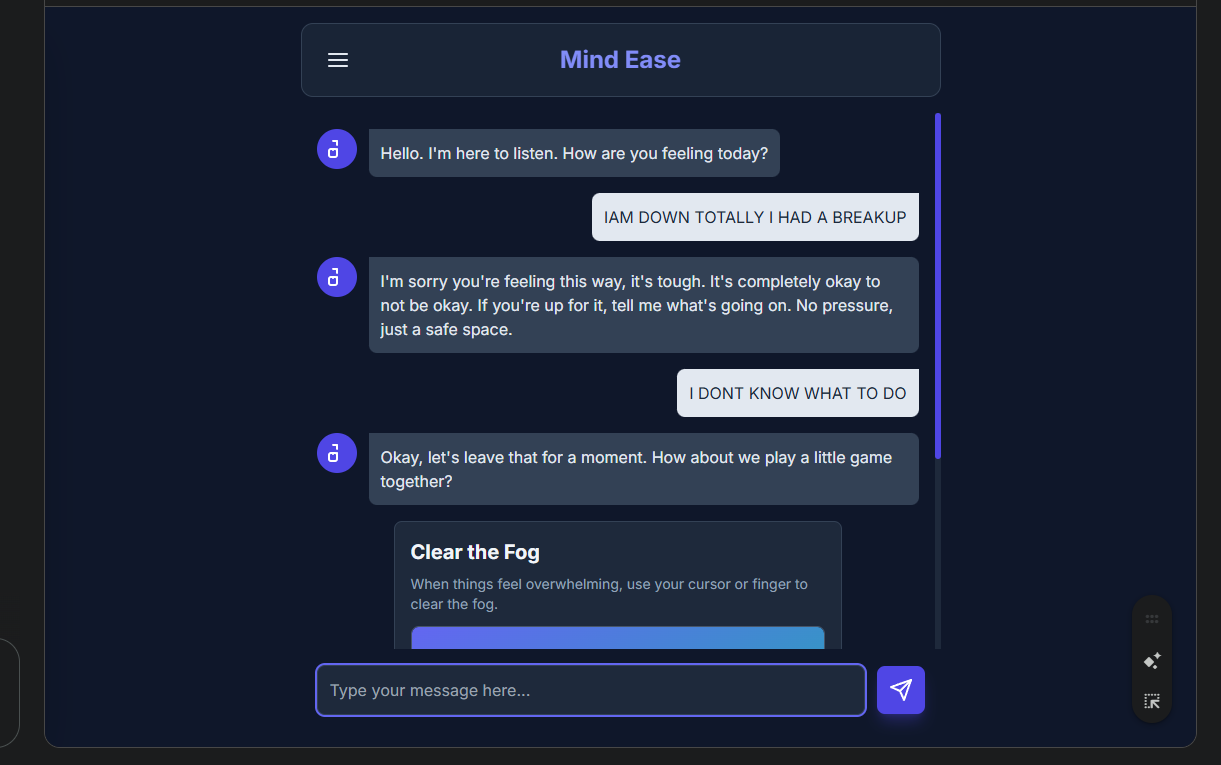 Mind Ease
Hello. I'm here to listen. How are you feeling today?
IAM DOWN TOTALLY I HAD A BREAKUP
I'm sorry you're feeling this way, it's tough. It's completely okay to
not be okay. If you're up for it, tell me what's going on. No pressure,
just a safe space.
I DONT KNOW WHAT TO DO
Okay, let's leave that for a moment. How about we play a little game
together?
Clear the Fog
When things feel overwhelming, use your cursor or finger to
clear the fog.
Type your message here...